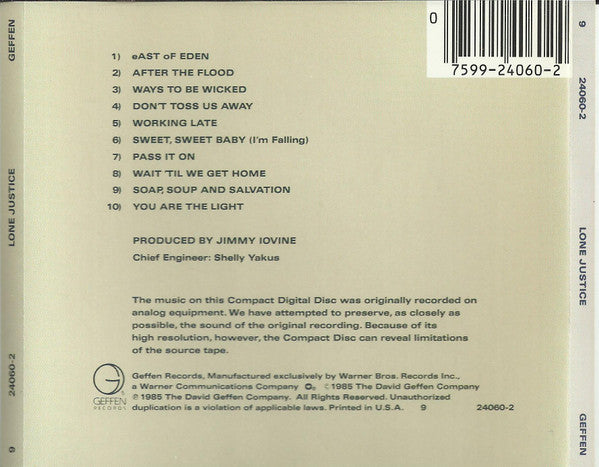 GEFFEN
LONE JUSTICE
24060-2
9
0
7599-24060-2
1) eAST oF EDEN
2) AFTER THE FLOOD
3) WAYS TO BE WICKED
4) DON'T TOSS US AWAY
5) WORKING LATE
6) SWEET, SWEET BABY (I'm Falling)
7) PASS IT ON
8) WAIT 'TIL WE GET HOME
9) SOAP, SOUP AND SALVATION
10) YOU ARE THE LIGHT
PRODUCED BY JIMMY IOVINE
Chief Engineer: Shelly Yakus
The music on this Compact Digital Disc was originally recorded on
analog equipment. We have attempted to preserve, as closely as
possible, the sound of the original recording. Because of its
high resolution, however, the Compact Disc can reveal limitations
of the source tape.
GEFFEN
RECORDS
Geffen Records, Manufactured exclusively by Warner Bros. Records Inc.,
a Warner Communications Company ©1985 The David Geffen Company
℗1985 The David Geffen Company. All Rights Reserved. Unauthorized
duplication is a violation of applicable laws. Printed in U.S.A. 9 24060-2
9
24060-2
LONE JUSTICE
GEFFEN